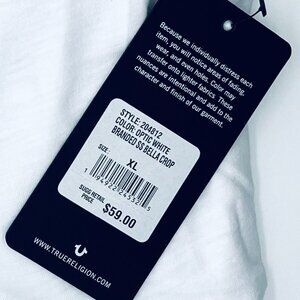 Because we individually distress each
item, you will notice areas of fading,
wear, and even holes. Color may
transfer onto lighter fabrics. These
nuances are intentional and add to the
character and finish of our garment.
STYLE: 204812
COLOR: OPTC WHITE
BRANDED SS BELLA CROP
SIZE: XL
SUGG RETAIL
PRICE $59.00
WWW.TRUERELIGION.COM